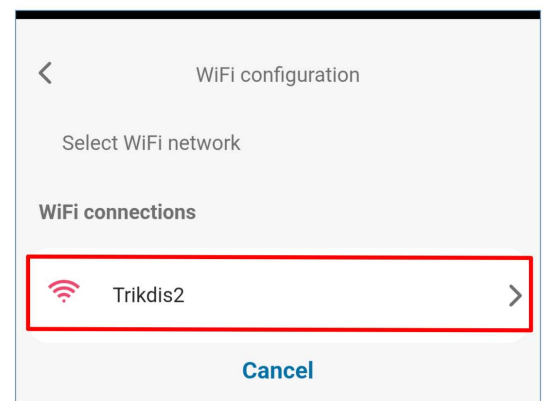 WiFi configuration
Select WiFi network
WiFi connections
Trikdis2
Cancel